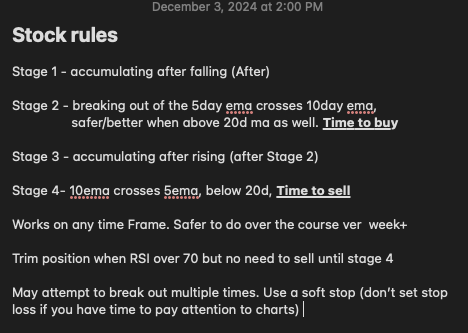 December 3, 2024 at 2:00 PM
Stock rules
Stage 1 - accumulating after falling (After)
Stage 2 - breaking out of the 5day ema crosses 10day ema,
safer/better when above 20d ma as well. Time to buy
Stage 3 - accumulating after rising (after Stage 2)
Stage 4- 10ema crosses 5ema, below 20d, Time to sell
Works on any time Frame. Safer to do over the course ver  week+
Trim position when RSI over 70 but no need to sell until stage 4
May attempt to break out multiple times. Use a soft stop (don’t set stop
loss if you have time to pay attention to charts)